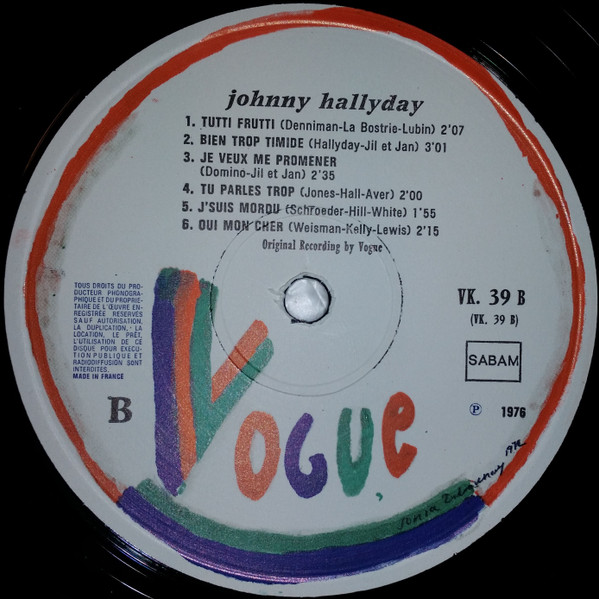 johnny hallyday
1. TUTTI FRUTTI (Denniman-La Bostrie-Lubin) 2'07
2. BIEN TROP TIMIDE (Hallyday-Jil et Jan) 3'01
3. JE VEUX ME PROMENER
(Domino-Jil et Jan) 2'35
4. TU PARLES TROP (Jones-Hall-Aver) 2'00
5. J'SUIS MORDU (Schroeder-Hill-White) 1'55
6. OUI MON CHER (Weisman-Kelly-Lewis) 2'15
Original Recording by Vogue
TOUS DROITS DU PRO-
DUCTEUR PHONOGRA-
PHIQUE ET DU PROPRIE-
TAIRE DE L'ŒUVRE EN-
REGISTREE RESERVES
SAUF AUTORISATION,
LA DUPLICATION, LA
LOCATION, LE PRÊT,
L'UTILISATION DE CE
DISQUE POUR EXECU-
TION PUBLIQUE ET
RADIODIFFUSION SONT
INTERDITES.
MADE IN FRANCE
B
VK. 39 B
(VK. 39 B)
SABAM
℗ 1976
VOGUE
Sonia Delaunay